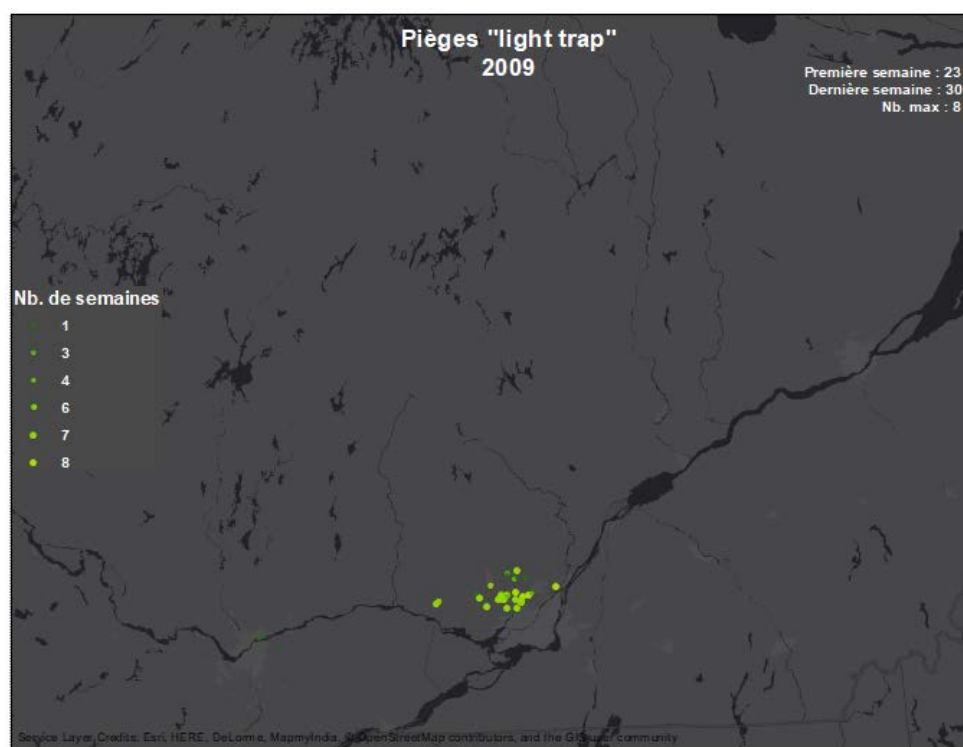 Pièges "light trap"
2009
Première semaine : 23
Dernière semaine : 30
Nb. max : 8
Nb. de semaines
1
3
4
6
7
8
Service Layer Credits: Esri, HERE, DeLorme, MapmyIndia, © OpenStreetMap contributors, and the GIS user community